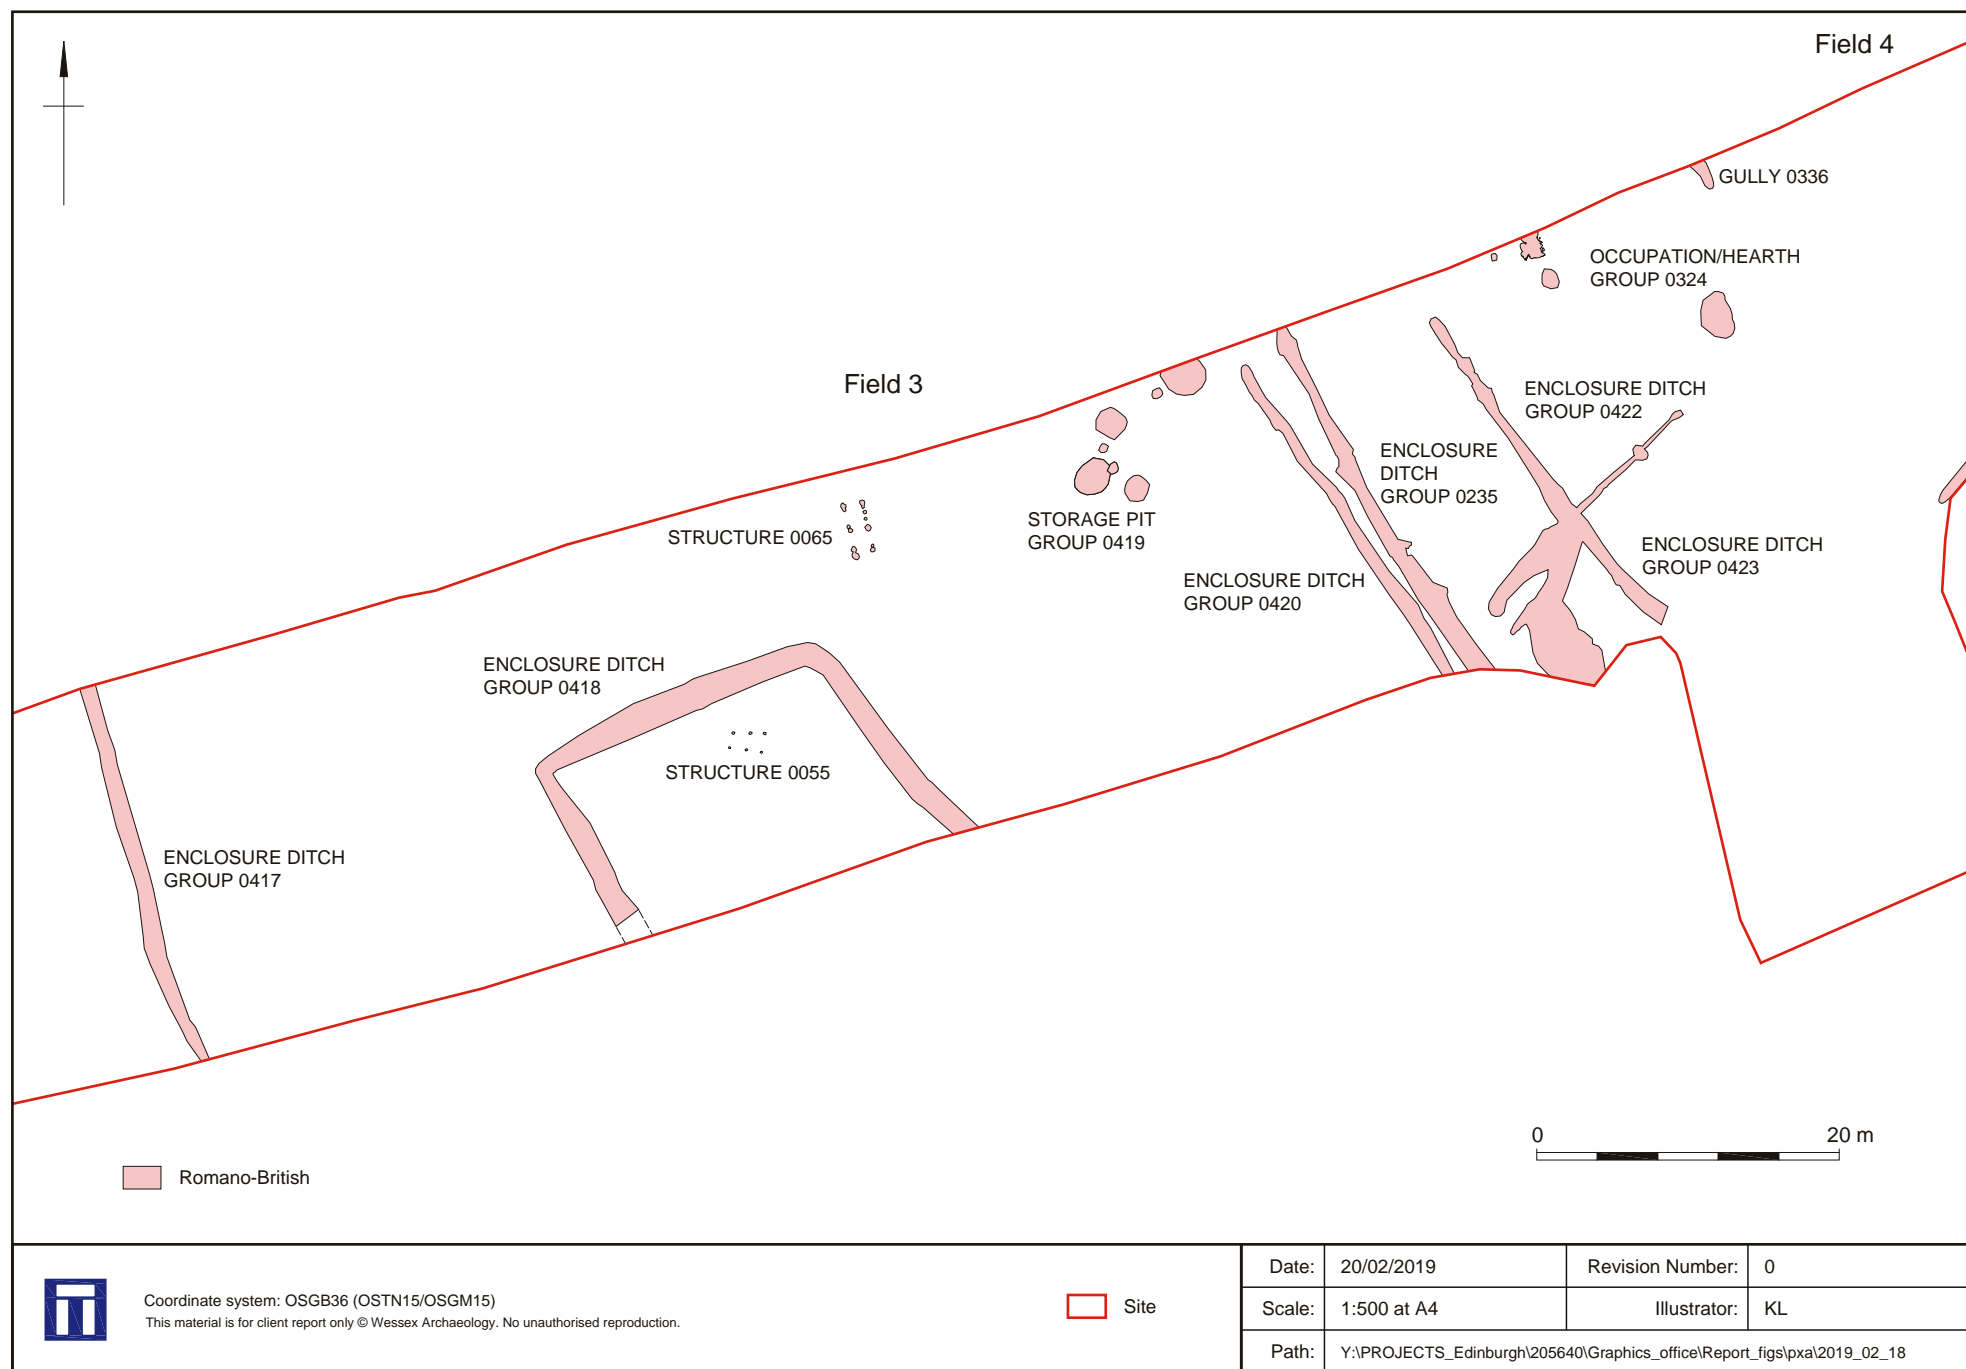 Field 4
GULLY 0336
OCCUPATION/HEARTH
GROUP 0324
Field 3
ENCLOSURE DITCH
GROUP 0422
ENCLOSURE
DITCH
GROUP 0235
STORAGE PIT
GROUP 0419
STRUCTURE 0065
ENCLOSURE DITCH
GROUP 0423
ENCLOSURE DITCH
GROUP 0420
ENCLOSURE DITCH
GROUP 0418
STRUCTURE 0055
ENCLOSURE DITCH
GROUP 0417
0 20 m
Romano-British
Coordinate system: OSGB36 (OSTN15/OSGM15)
This material is for client report only © Wessex Archaeology. No unauthorised reproduction.
Site
Date: 20/02/2019 Revision Number: 0
Scale: 1:500 at A4 Illustrator: KL
Path: Y:\PROJECTS_Edinburgh\205640\Graphics_office\Report_figs\pxa\2019_02_18